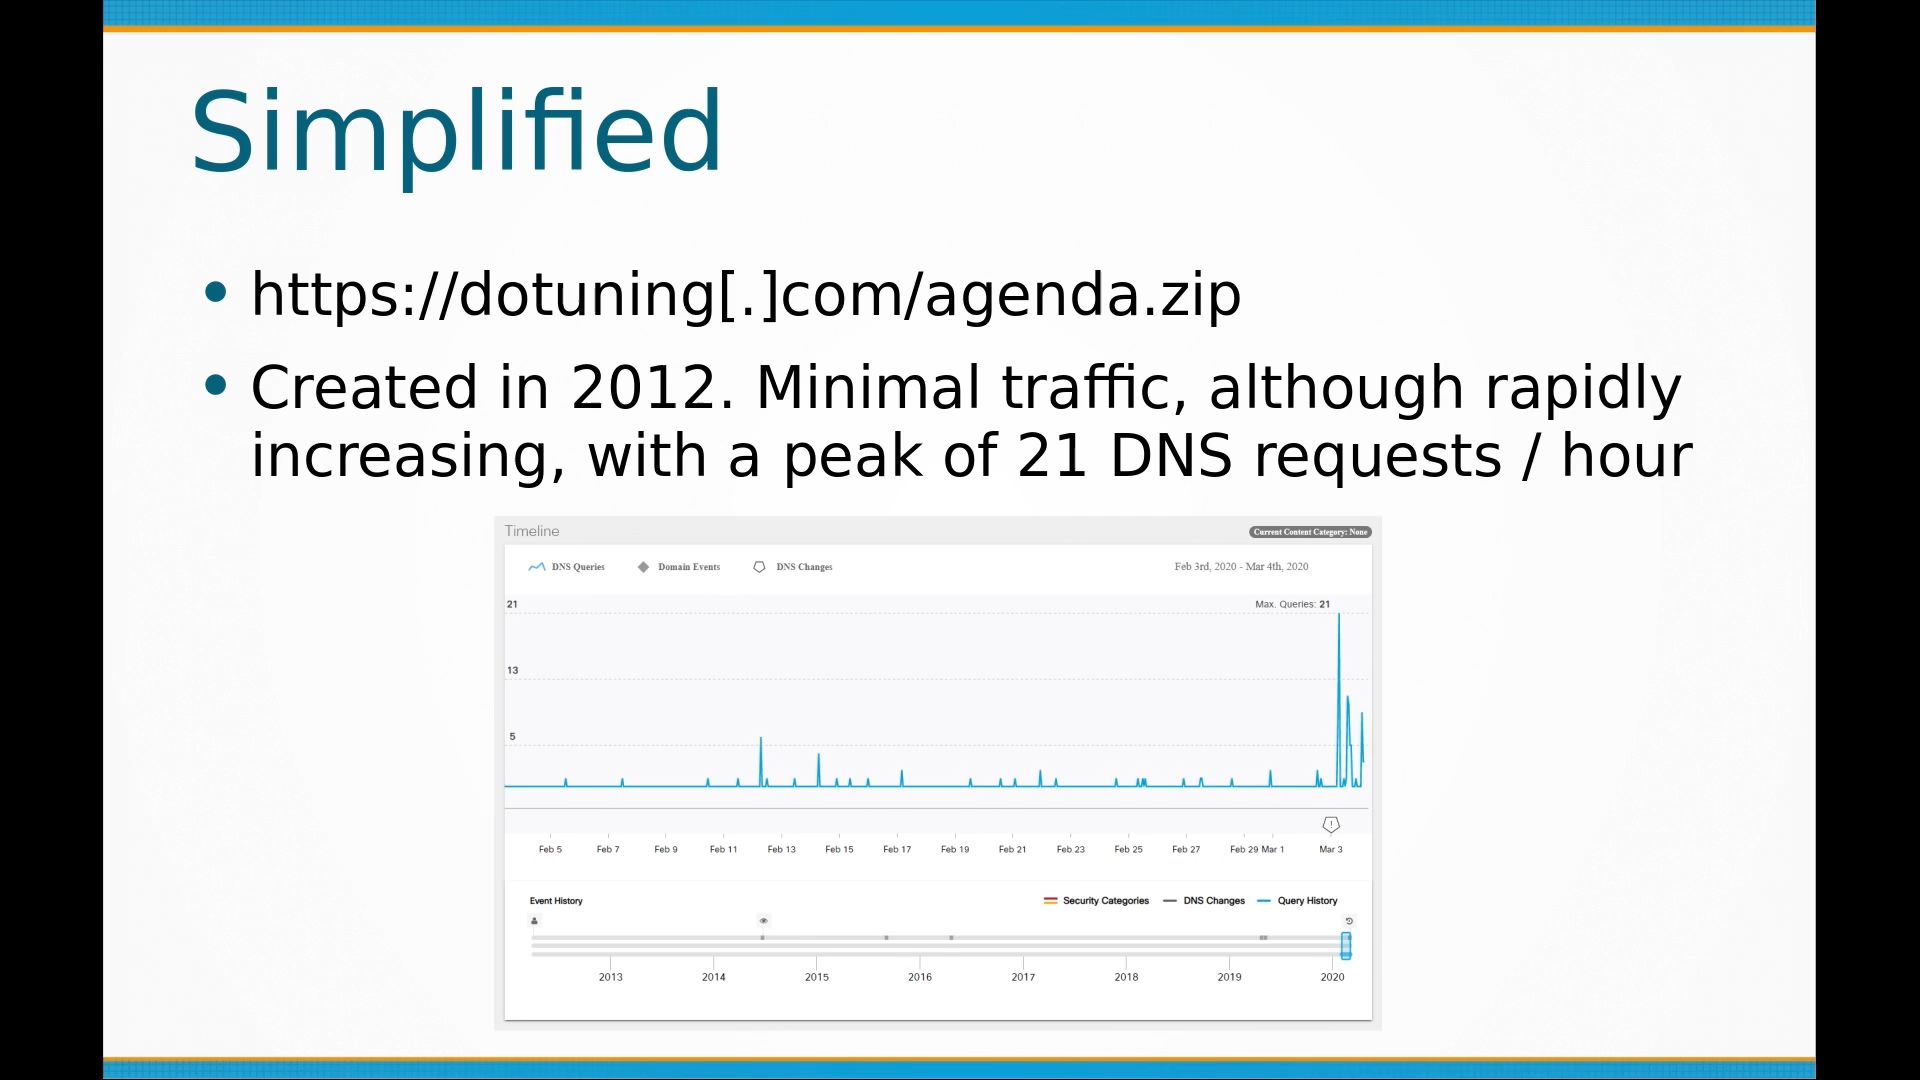 Simplified
• https://dotuning[.]com/agenda.zip
• Created in 2012. Minimal traffic, although rapidly
increasing, with a peak of 21 DNS requests / hour
Timeline
Current Content Category: None
DNS Queries
Domain Events
DNS Changes
Feb 3rd, 2020 - Mar 4th, 2020
21
Max. Queries: 21
13
5
Feb 5 Feb 7 Feb 9 Feb 11 Feb 13 Feb 15 Feb 17 Feb 19 Feb 21 Feb 23 Feb 25 Feb 27 Feb 29 Mar 1 Mar 3
Event History
Security Categories
DNS Changes
Query History
2013 2014 2015 2016 2017 2018 2019 2020